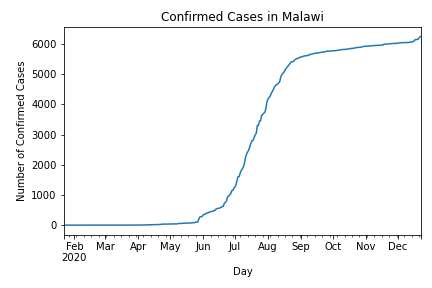 Confirmed Cases in Malawi
Number of Confirmed Cases
6000
5000
4000
3000
2000
1000
0
Feb Mar Apr May Jun Jul Aug Sep Oct Nov Dec
2020
Day